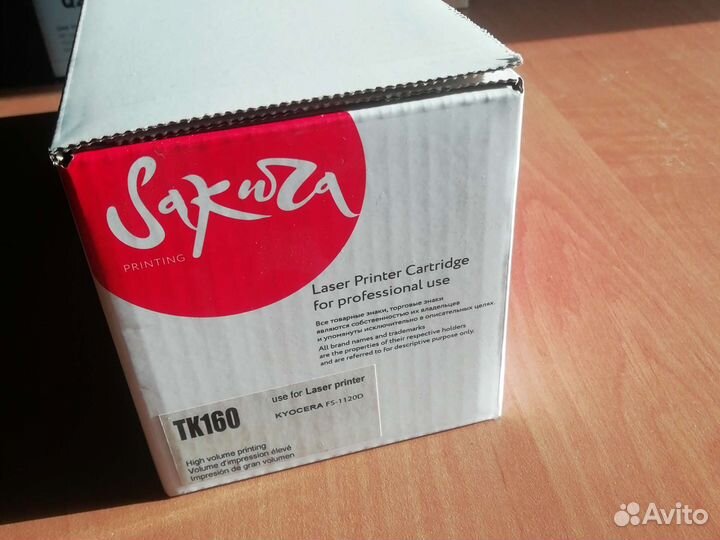 Sakura
PRINTING
Laser Printer Cartridge
for professional use
Все товарные знаки, торговые знаки
являются собственностью их владельцев
и упомянуты исключительно в описательных целях.
All brand names and trademarks
are the properties of their respective holders
and are referred to for descriptive purpose only.
use for Laser printer
TK160
KYOCERA FS-1120D
High volume printing
Volume d'impression élevé
Impresión de gran volumen
Avito